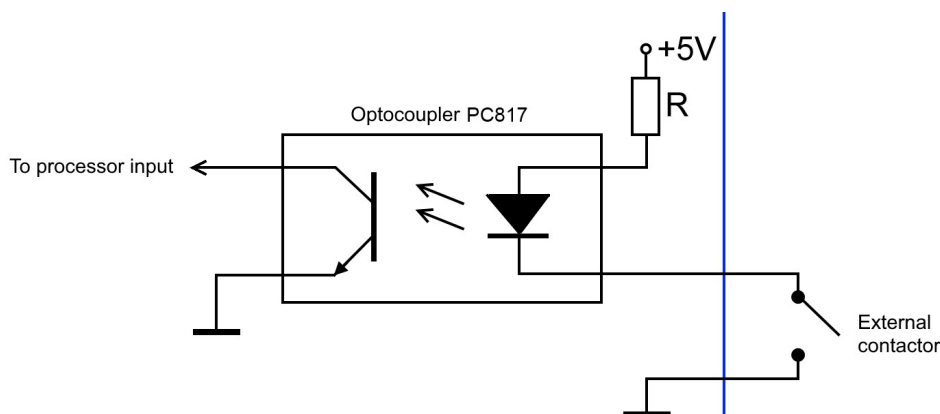 +5V
R
Optocoupler PC817
To processor input
External
contactor